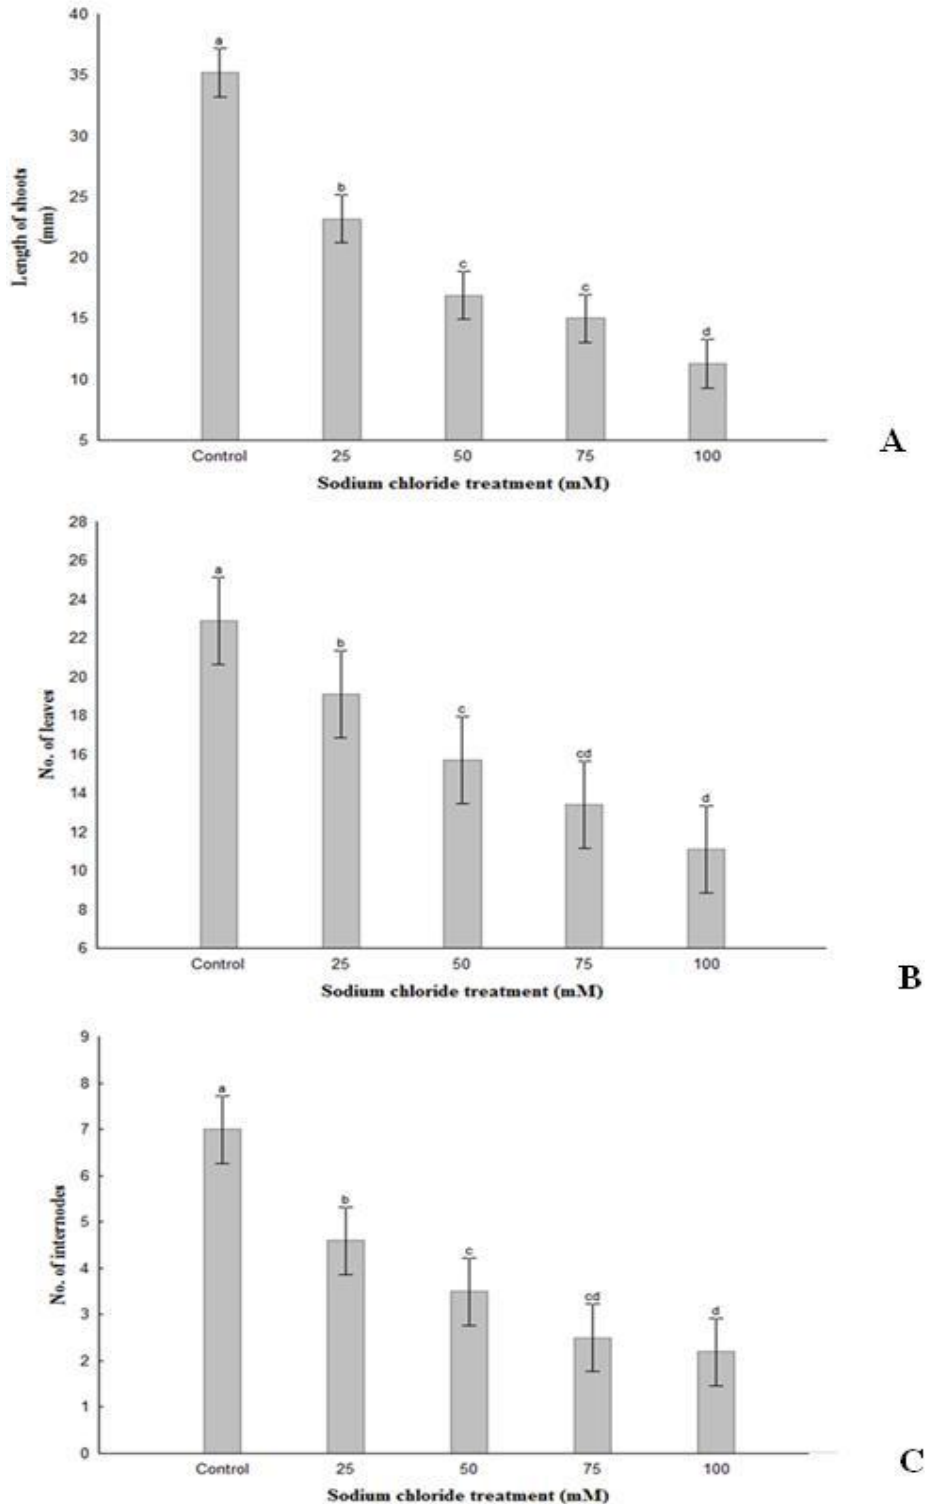 40
35
30
25
20
15
10
5
Length of shoots
(mm)
a
b
c
c
d
Control 25 50 75 100
Sodium chloride treatment (mM)
A
28
26
24
22
20
18
16
14
12
10
8
6
No. of leaves
a
b
c
cd
d
Control 25 50 75 100
Sodium chloride treatment (mM)
B
9
8
7
6
5
4
3
2
1
0
No. of internodes
a
b
c
cd
d
Control 25 50 75 100
Sodium chloride treatment (mM)
C